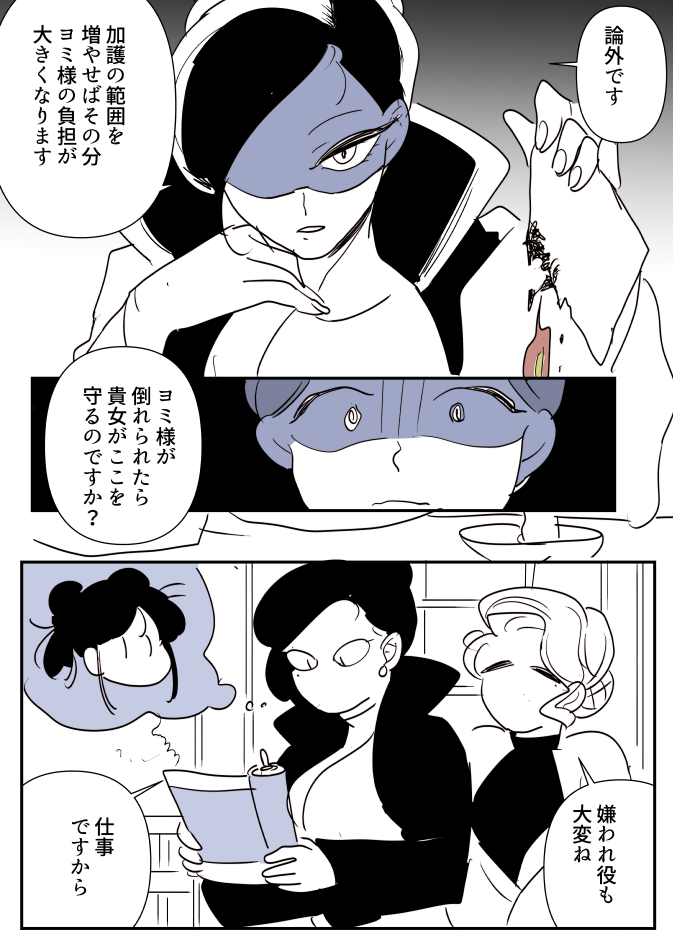 論外です
加護の範囲を
増やせばその分
ヨミ様の負担が
大きくなります
ヨミ様が
倒れられたら
貴女がここを
守るのですか？
嫌われ役も
大変ね
仕事
ですから